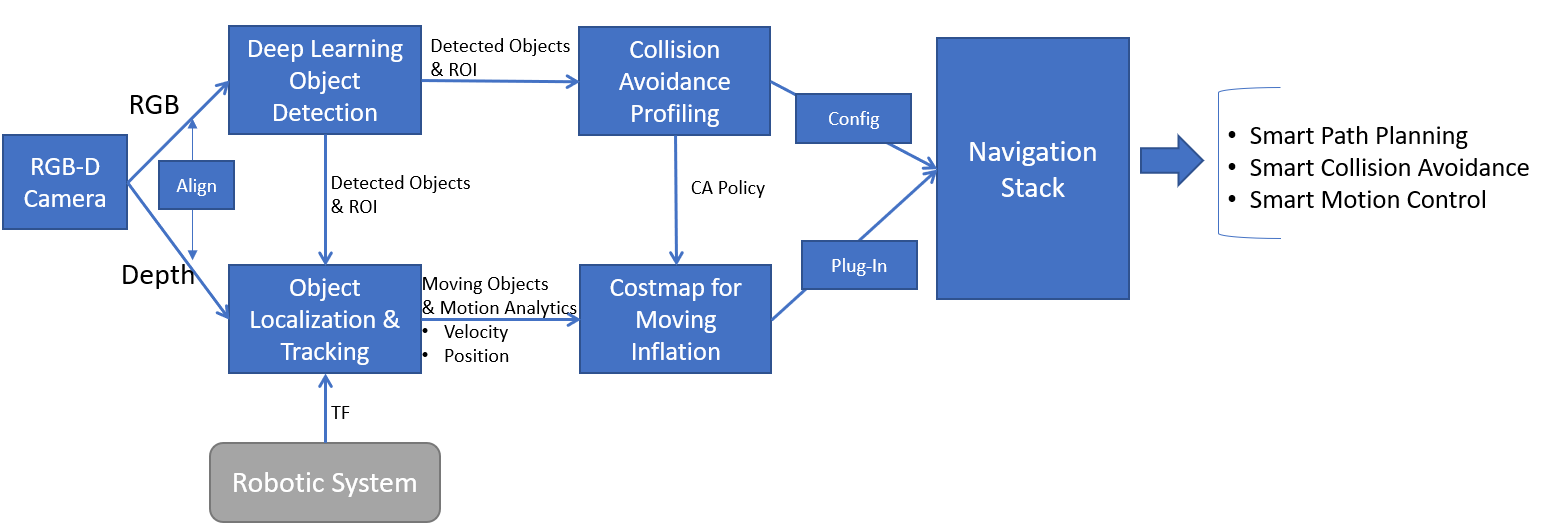 RGB-D
Camera
RGB
Align
Depth
Deep Learning
Object
Detection
Detected Objects
& ROI
Detected Objects
& ROI
Object
Localization &
Tracking
TF
Robotic System
Moving Objects
& Motion Analytics
• Velocity
• Position
Collision
Avoidance
Profiling
CA Policy
Costmap for
Moving
Inflation
Config
Plug-In
Navigation
Stack
• Smart Path Planning
• Smart Collision Avoidance
• Smart Motion Control